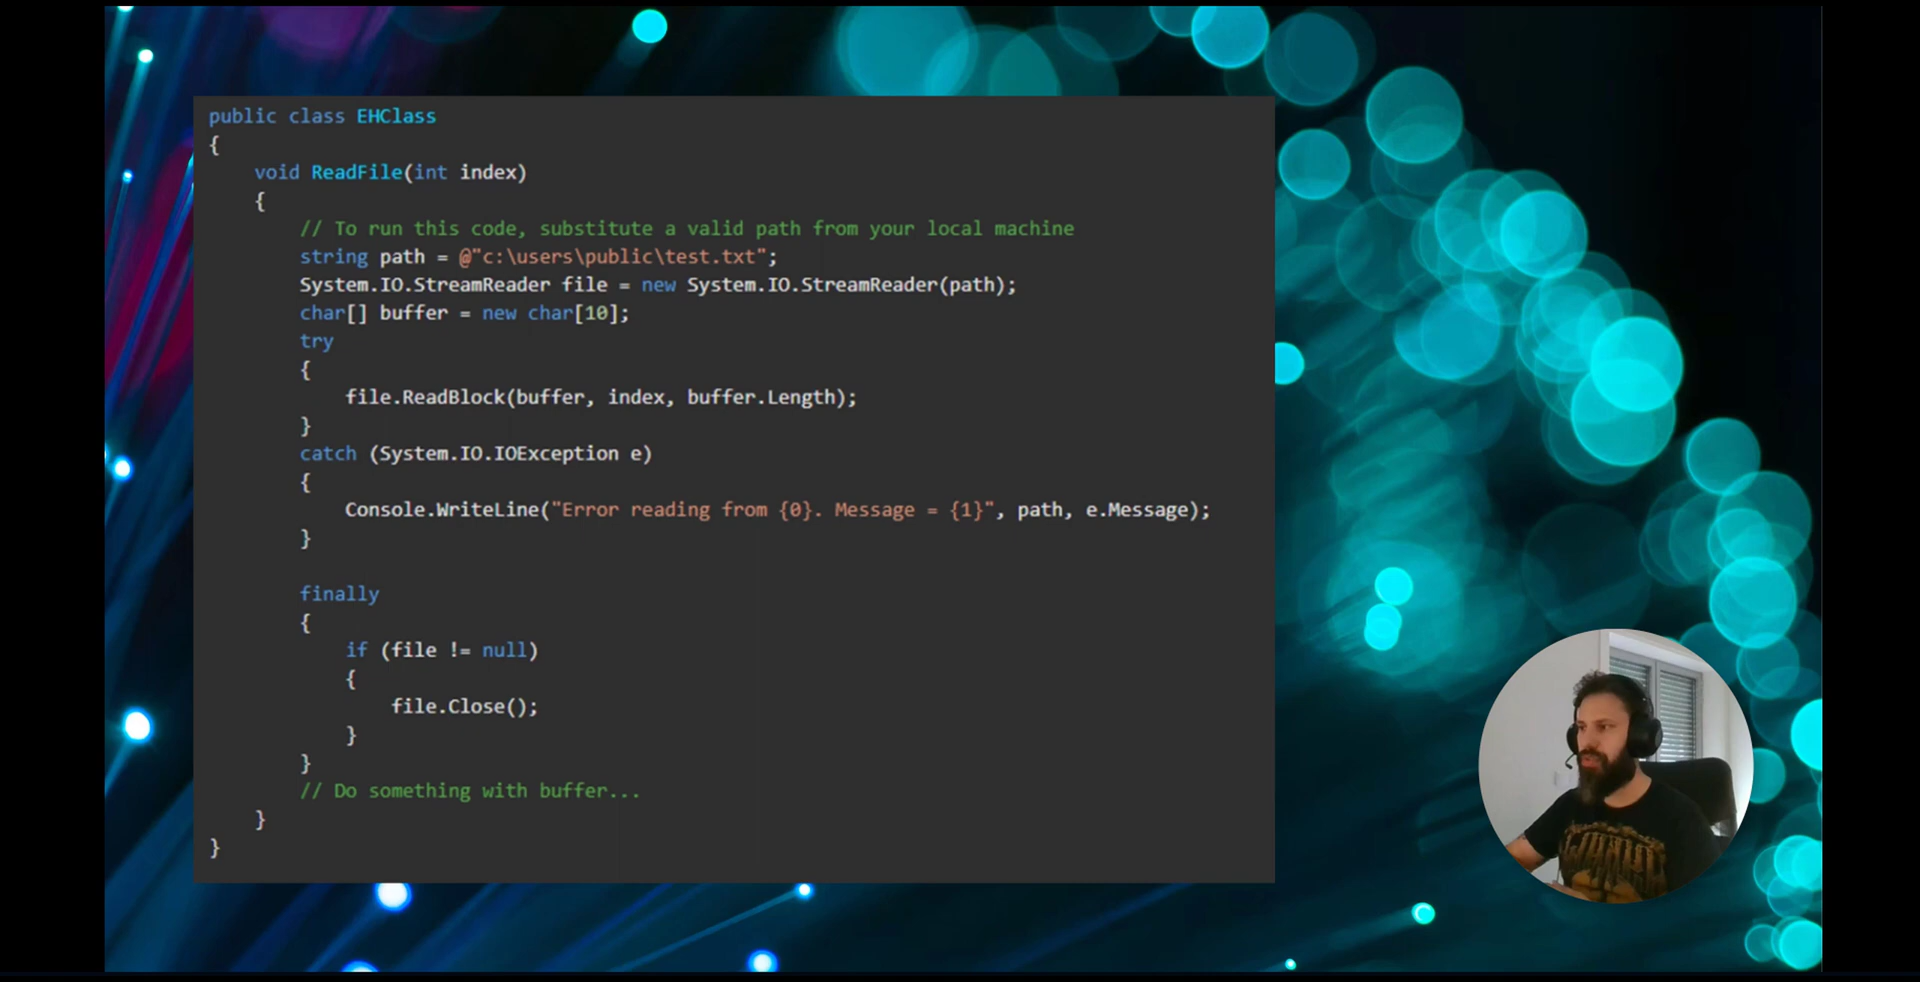 public class EHClass
{
void ReadFile(int index)
{
// To run this code, substitute a valid path from your local machine
string path = @"c:\users\public\test.txt";
System.IO.StreamReader file = new System.IO.StreamReader(path);
char[] buffer = new char[10];
try
{
file.ReadBlock(buffer, index, buffer.Length);
}
catch (System.IO.IOException e)
{
Console.WriteLine("Error reading from {0}. Message = {1}", path, e.Message);
}
finally
{
if (file != null)
{
file.Close();
}
}
// Do something with buffer...
}
}